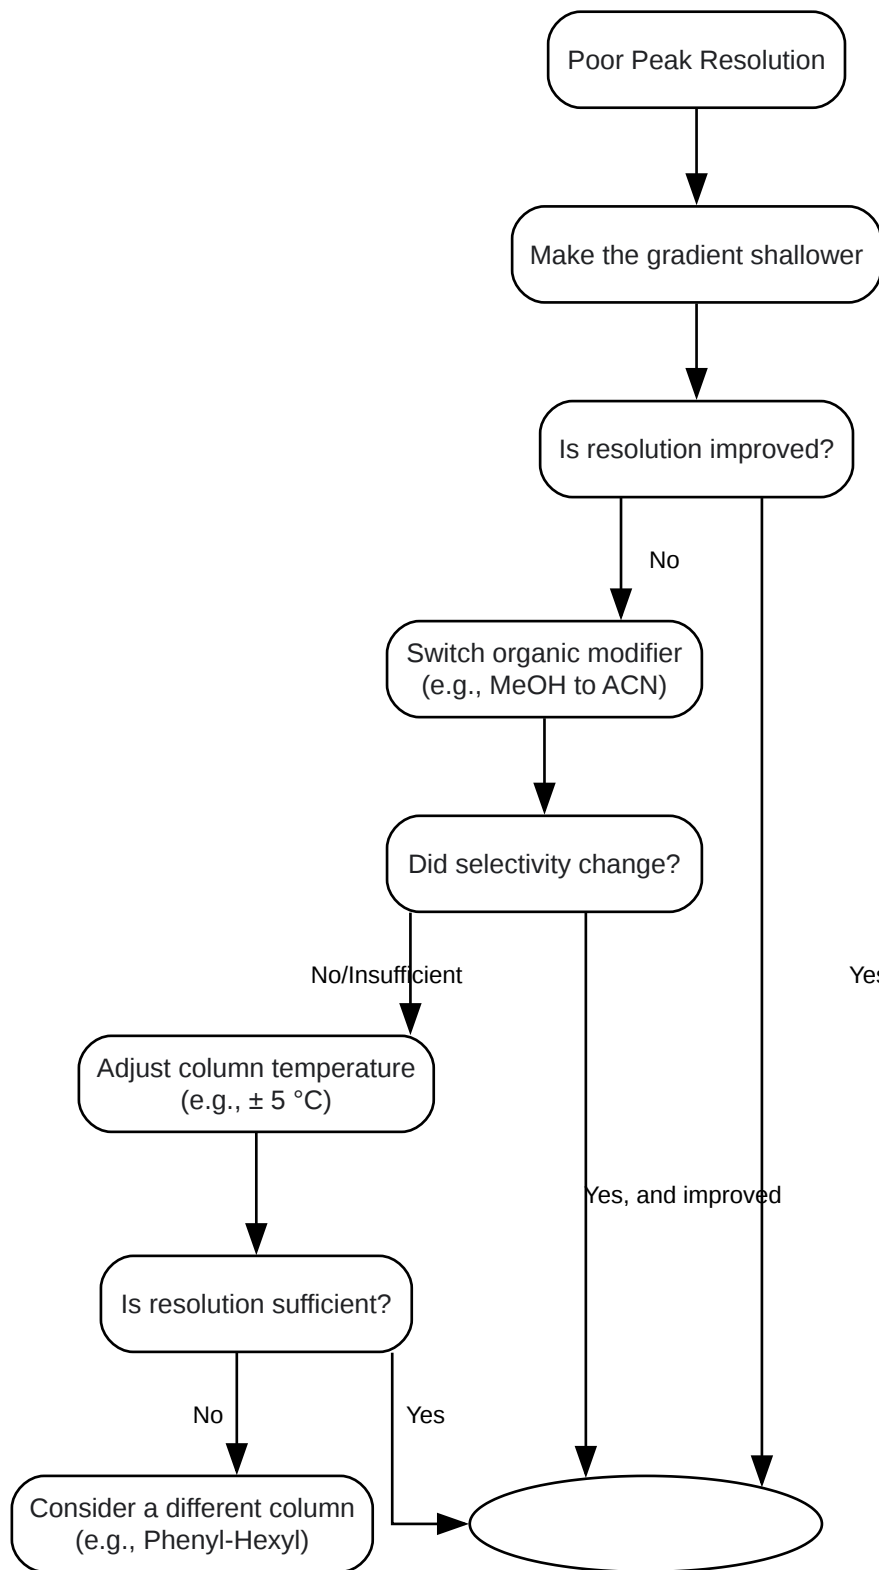 Poor Peak Resolution
Make the gradient shallower
Is resolution improved?
No
Switch organic modifier
(e.g., MeOH to ACN)
Did selectivity change?
No/Insufficient
Yes
Adjust column temperature
(e.g., ± 5 °C)
Yes, and improved
Is resolution sufficient?
No
Yes
Consider a different column
(e.g., Phenyl-Hexyl)